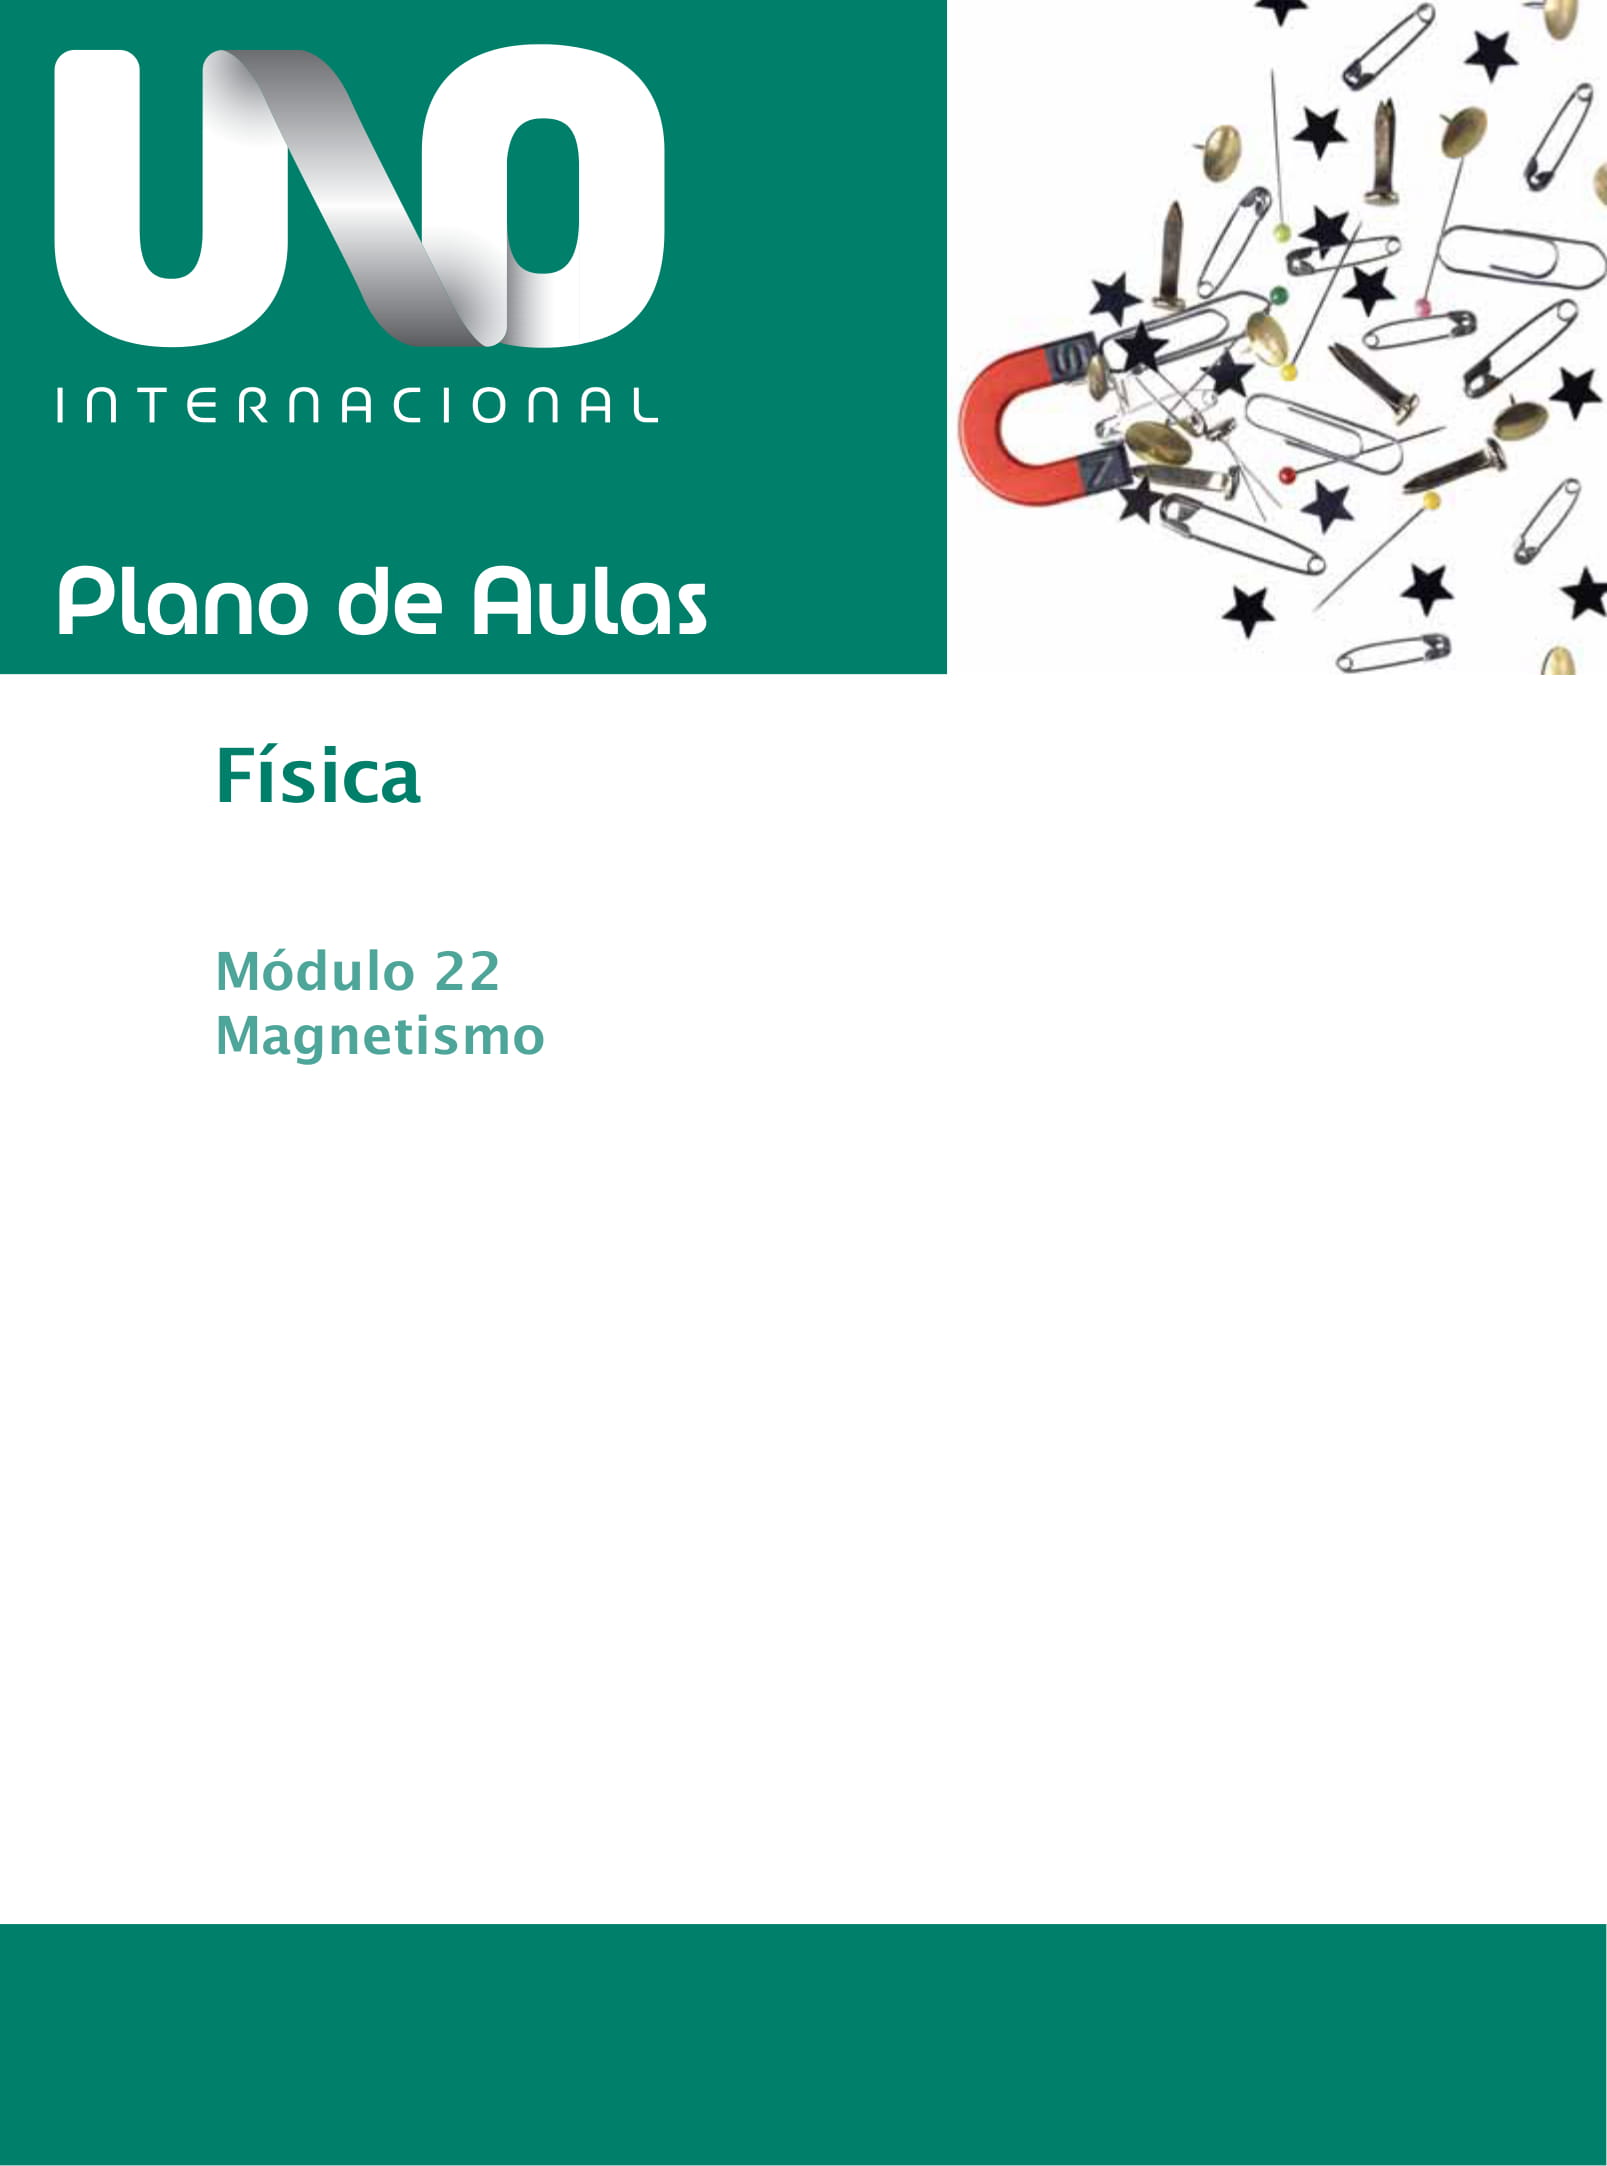 UNO
INTERNACIONAL
Plano de Aulas
S
N
Física
Módulo 22
Magnetismo